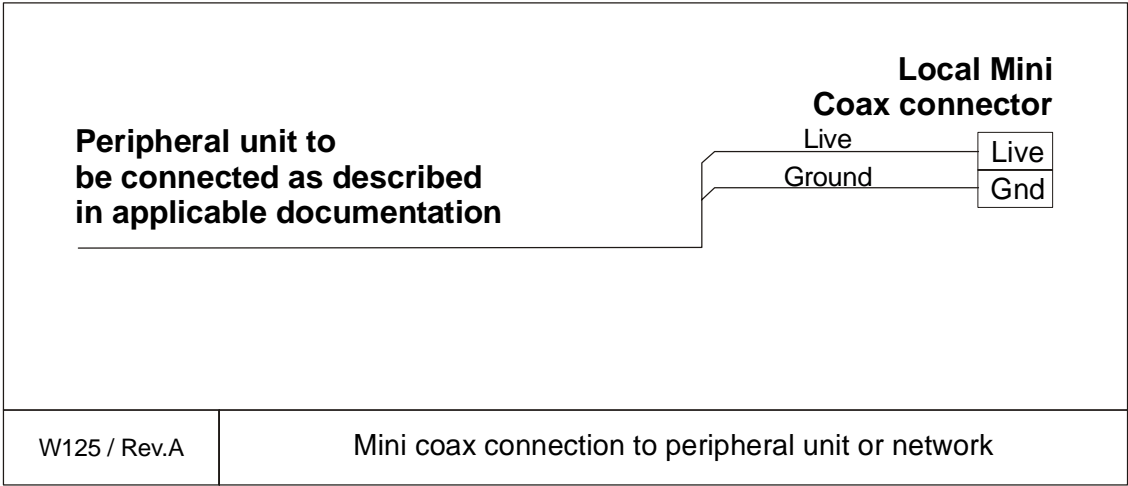 Local Mini
Coax connector
Peripheral unit to
be connected as described
in applicable documentation
Live
Live
Ground
Gnd
W125 / Rev.A
Mini coax connection to peripheral unit or network